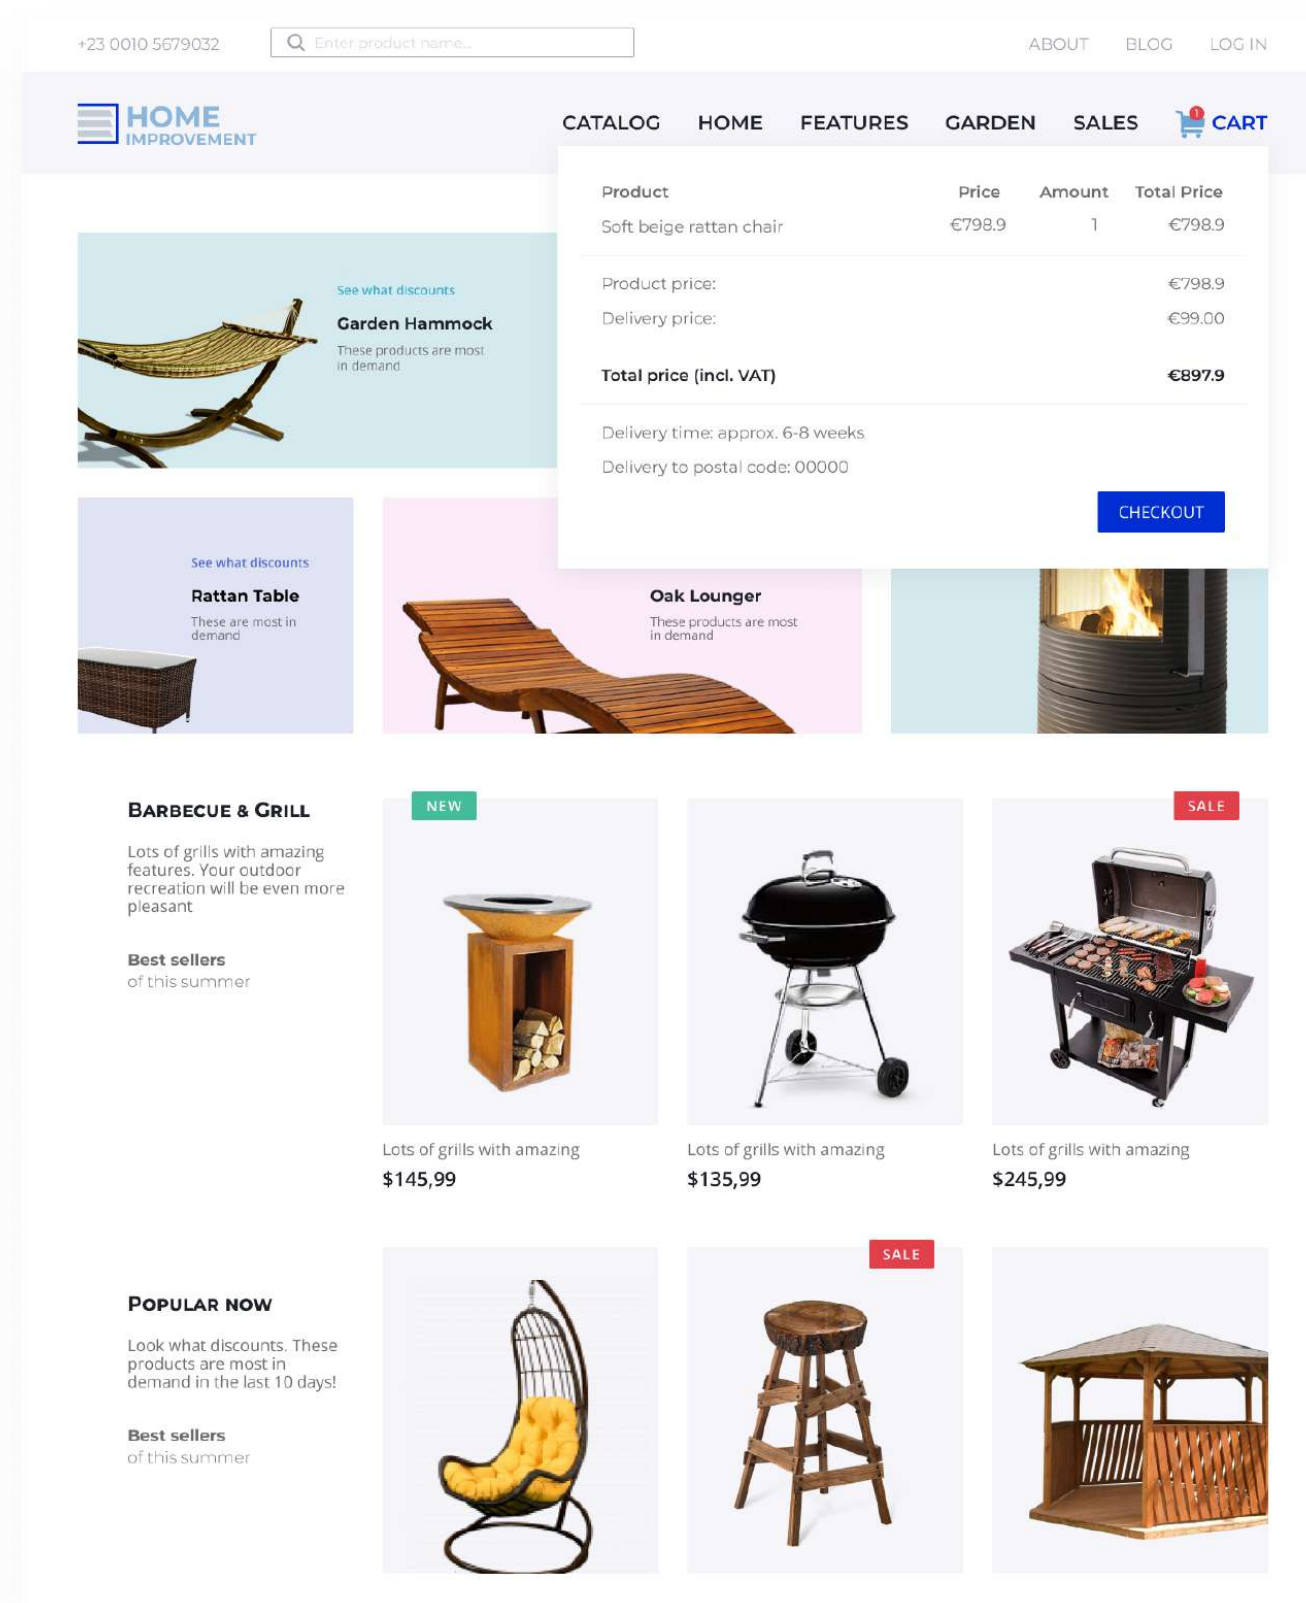 +23 0010 5679032
Enter product name...
ABOUT BLOG LOG IN
HOME
IMPROVEMENT
CATALOG HOME FEATURES GARDEN SALES 1 CART
Product Price Amount Total Price
Soft beige rattan chair €798.9 1 €798.9
Product price: €798.9
Delivery price: €99.00
Total price (incl. VAT) €897.9
Delivery time: approx. 6-8 weeks
Delivery to postal code: 00000
CHECKOUT
See what discounts
Garden Hammock
These products are most
in demand
See what discounts
Rattan Table
These are most in
demand
Oak Lounger
These products are most
in demand
BARBECUE & GRILL
Lots of grills with amazing
features. Your outdoor
recreation will be even more
pleasant
Best sellers
of this summer
NEW
Lots of grills with amazing
$145,99
Lots of grills with amazing
$135,99
SALE
Lots of grills with amazing
$245,99
POPULAR NOW
Look what discounts. These
products are most in
demand in the last 10 days!
Best sellers
of this summer
SALE